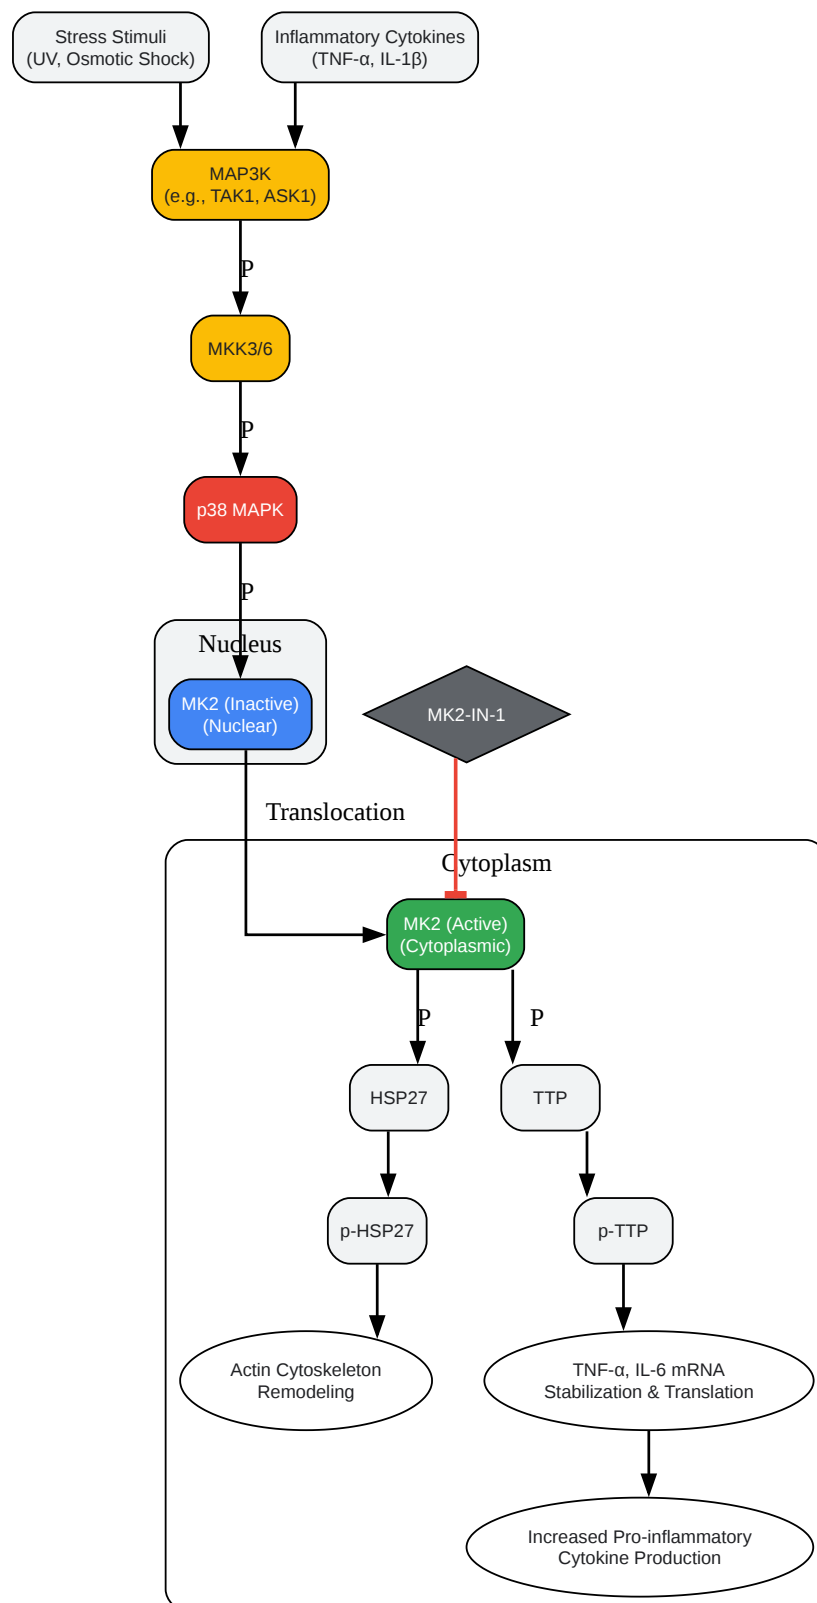 Stress Stimuli
(UV, Osmotic Shock)
Inflammatory Cytokines
(TNF-α, IL-1β)
MAP3K
(e.g., TAK1, ASK1)
P
MKK3/6
P
p38 MAPK
P
Nucleus
MK2 (Inactive)
(Nuclear)
MK2-IN-1
Translocation
Cytoplasm
MK2 (Active)
(Cytoplasmic)
P
P
HSP27
TTP
p-HSP27
p-TTP
Actin Cytoskeleton
Remodeling
TNF-α, IL-6 mRNA
Stabilization & Translation
Increased Pro-inflammatory
Cytokine Production